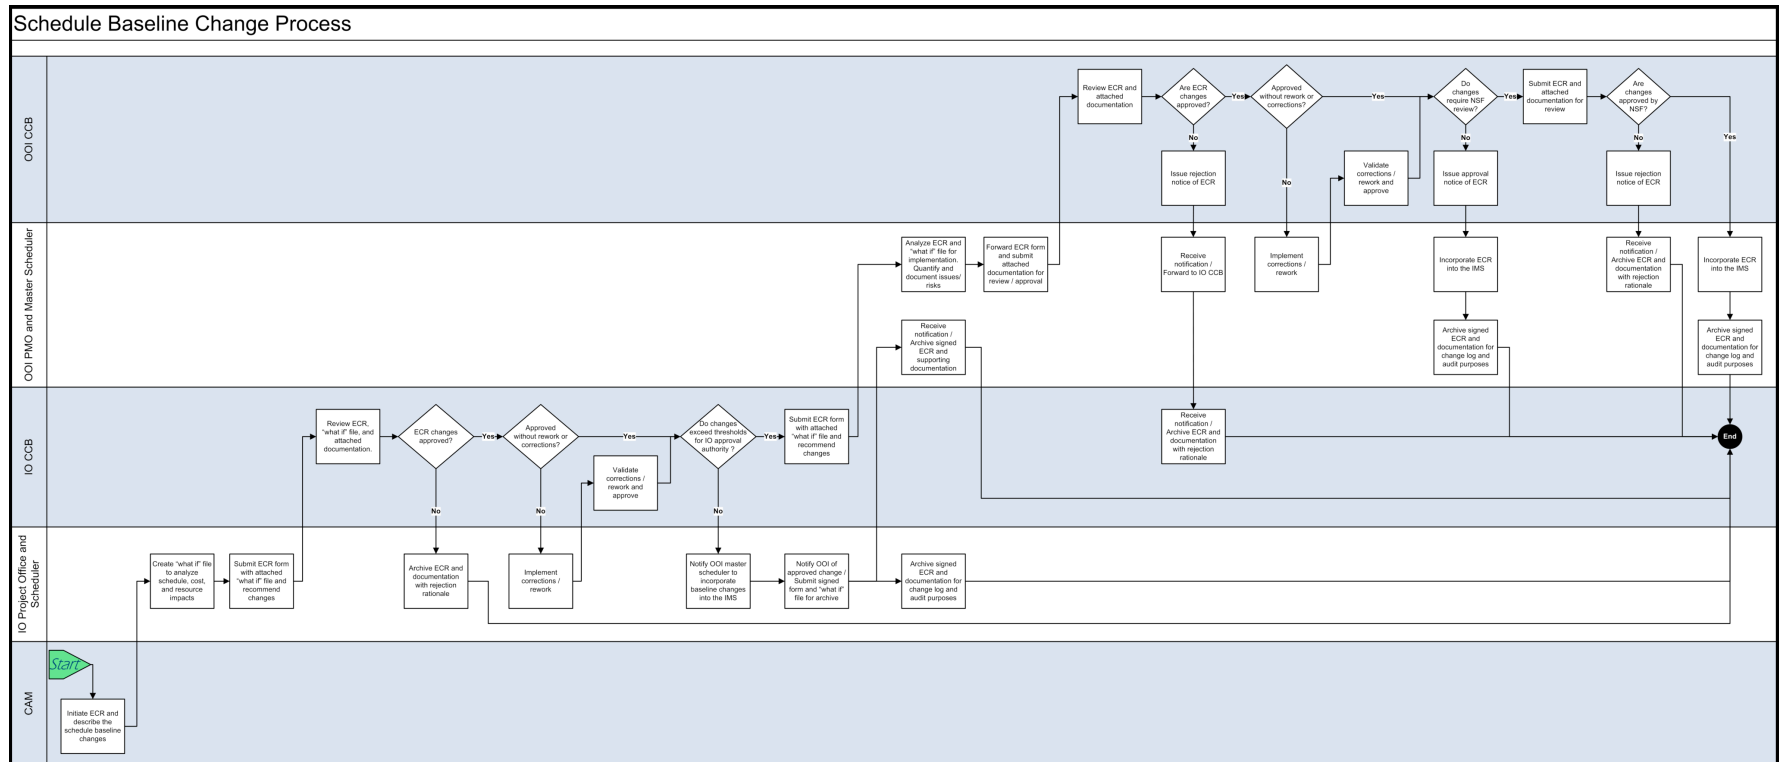 Schedule Baseline Change Process
OOI CCB
Review ECR and
attached
documentation
Are ECR
changes
approved?
Yes
Approved
without rework or
corrections?
Yes
Do
changes
require NSF
review?
Yes
Submit ECR and
attached
documentation for
review
Are
changes
approved by
NSF?
Yes
No
No
No
No
Issue rejection
notice of ECR
Validate
corrections /
rework and
approve
Issue approval
notice of ECR
Issue rejection
notice of ECR
OOI PMO and Master Scheduler
Analyze ECR and
"what if" file for
implementation.
Quantify and
document issues/
risks
Forward ECR form
and submit
attached
documentation for
review / approval
Receive
notification /
Forward to IO CCB
Implement
corrections /
rework
Incorporate ECR
into the IMS
Receive
notification /
Archive ECR and
documentation
with rejection
rationale
Incorporate ECR
into the IMS
Receive
notification /
Archive signed
ECR and
supporting
documentation
Archive signed
ECR and
documentation for
change log and
audit purposes
Archive signed
ECR and
documentation for
change log and
audit purposes
IO CCB
Review ECR,
"what if" file, and
attached
documentation.
ECR changes
approved?
Yes
Approved
without rework or
corrections?
Yes
Do changes
exceed thresholds
for IO approval
authority ?
Yes
Submit ECR form
with attached
"what if" file and
recommend
changes
Receive
notification /
Archive ECR and
documentation
with rejection
rationale
End
Validate
corrections /
rework and
approve
No
No
No
IO Project Office and
Scheduler
Create "what if" file
to analyze
schedule, cost,
and resource
impacts
Submit ECR form
with attached
"what if" file and
recommend
changes
Archive ECR and
documentation
with rejection
rationale
Implement
corrections /
rework
Notify OOI master
scheduler to
incorporate
baseline changes
into the IMS
Notify OOI of
approved change /
Submit signed
form and "what if"
file for archive
Archive signed
ECR and
documentation for
change log and
audit purposes
CAM
Start
Initiate ECR and
describe the
schedule baseline
changes